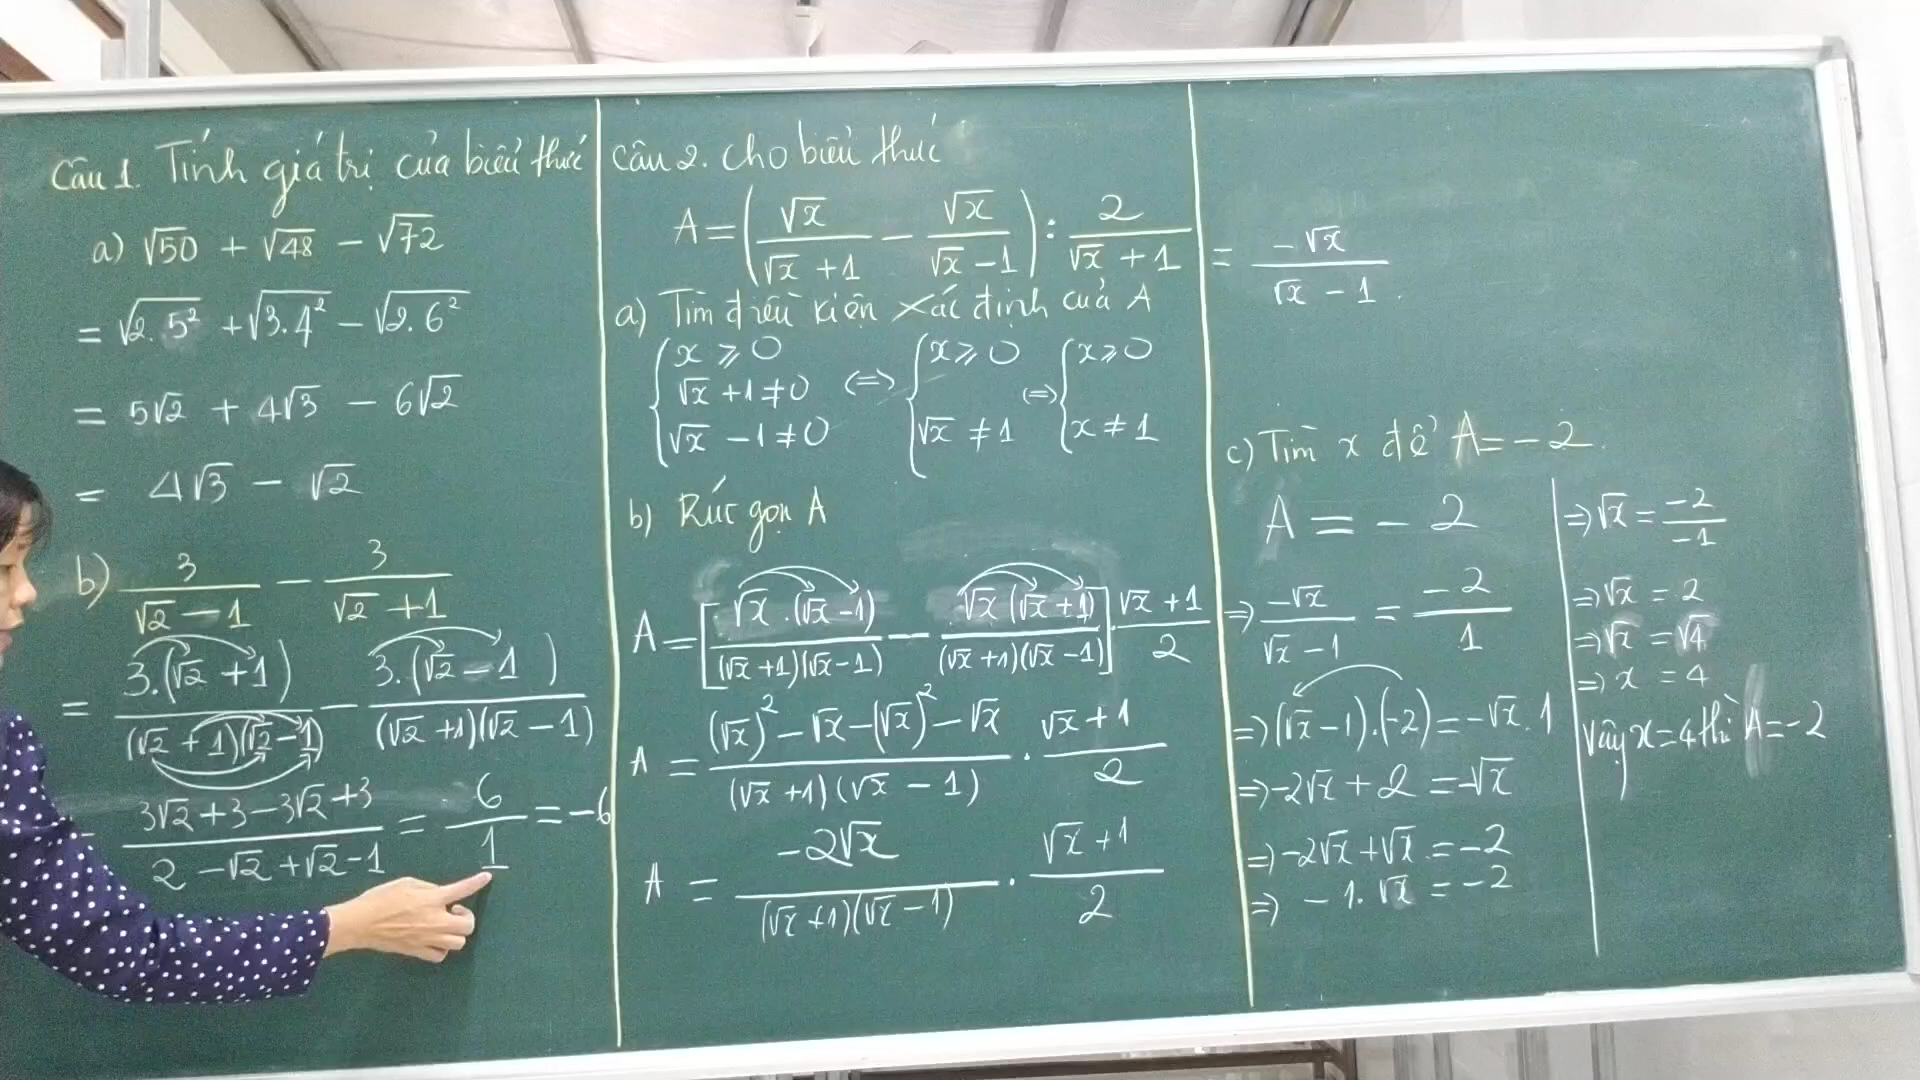 Câu 1. Tính giá trị của biểu thức
a) √50 + √48 − √72
= √2.5² + √3.4² − √2.6²
= 5√2 + 4√3 − 6√2
= 4√3 − √2
b) 3/(√2 − 1) − 3/(√2 + 1)
= 3.(√2 + 1)/((√2 + 1)(√2 − 1)) − 3.(√2 − 1)/((√2 + 1)(√2 − 1))
= (3√2 + 3 − 3√2 + 3)/(2 − √2 + √2 − 1) = 6/1 = −6
Câu 2. Cho biểu thức
A = (√x/(√x + 1) − √x/(√x − 1)) : 2/(√x + 1)
a) Tìm điều kiện xác định của A
{ x ⩾ 0 { x ⩾ 0 { x ⩾ 0
√x + 1 ≠ 0 <=> <=>
√x − 1 ≠ 0 √x ≠ 1 x ≠ 1
b) Rút gọn A
A = [√x.(√x − 1)/((√x + 1)(√x − 1)) − √x(√x + 1)/((√x + 1)(√x − 1))] . (√x + 1)/2
A = ((√x)² − √x − (√x)² − √x)/((√x + 1)(√x − 1)) . (√x + 1)/2
A = −2√x/((√x + 1)(√x − 1)) . (√x + 1)/2
= −√x/(√x − 1).
c) Tìm x để A = −2.
A = −2
=> −√x/(√x − 1) = −2/1
=> (√x − 1).(−2) = −√x.1
=> −2√x + 2 = −√x
=> −2√x + √x = −2
=> −1.√x = −2
=> √x = −2/−1
=> √x = 2
=> √x = √4
=> x = 4
Vậy x = 4 thì A = −2